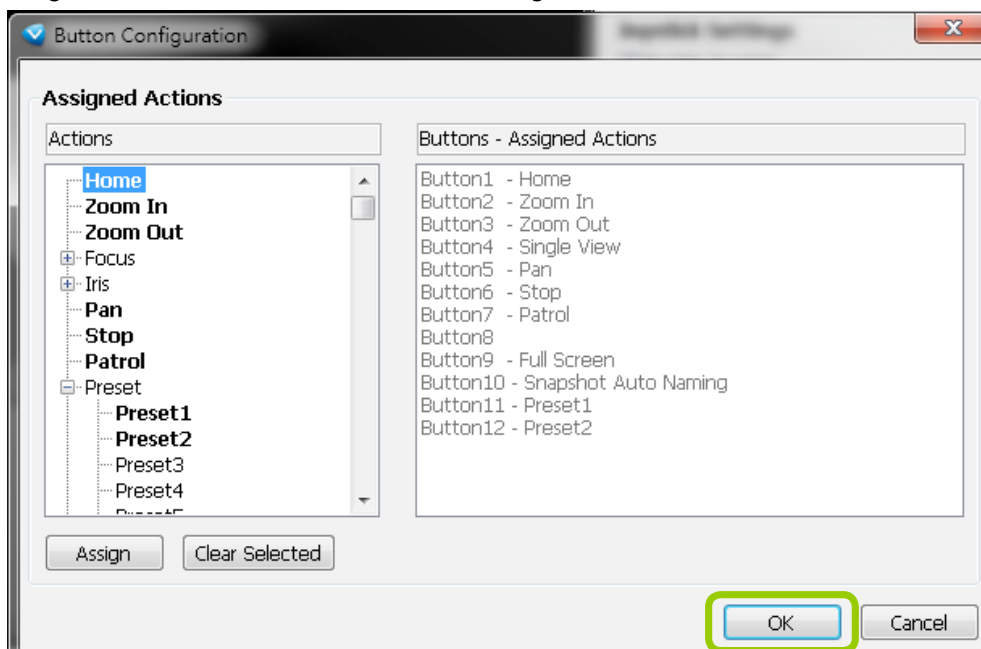 Button Configuration
Assigned Actions
Actions
Buttons - Assigned Actions
Home
Zoom In
Zoom Out
Focus
Iris
Pan
Stop
Patrol
Preset
Preset1
Preset2
Preset3
Preset4
Button1 - Home
Button2 - Zoom In
Button3 - Zoom Out
Button4 - Single View
Button5 - Pan
Button6 - Stop
Button7 - Patrol
Button8
Button9 - Full Screen
Button10 - Snapshot Auto Naming
Button11 - Preset1
Button12 - Preset2
Assign
Clear Selected
OK
Cancel